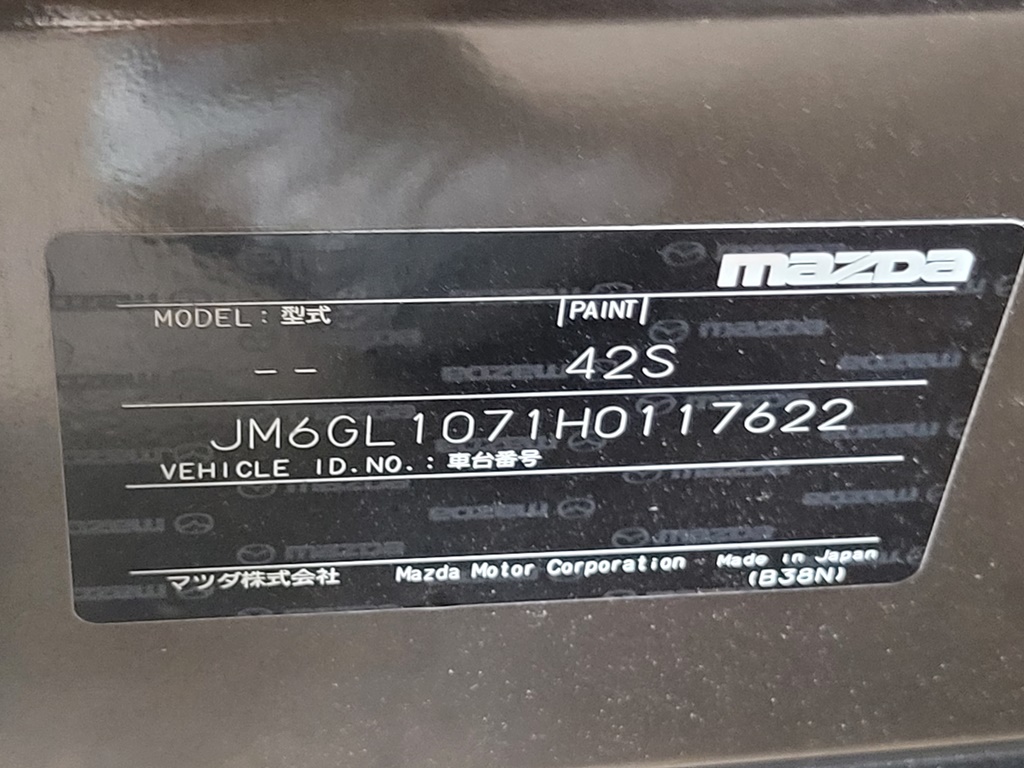 mazda
MODEL: 型式 PAINT
-- 42S
JM6GL1071H0117622
VEHICLE ID.NO.: 車台番号
マツダ株式会社 Mazda Motor Corporation Made in Japan
(B38N)